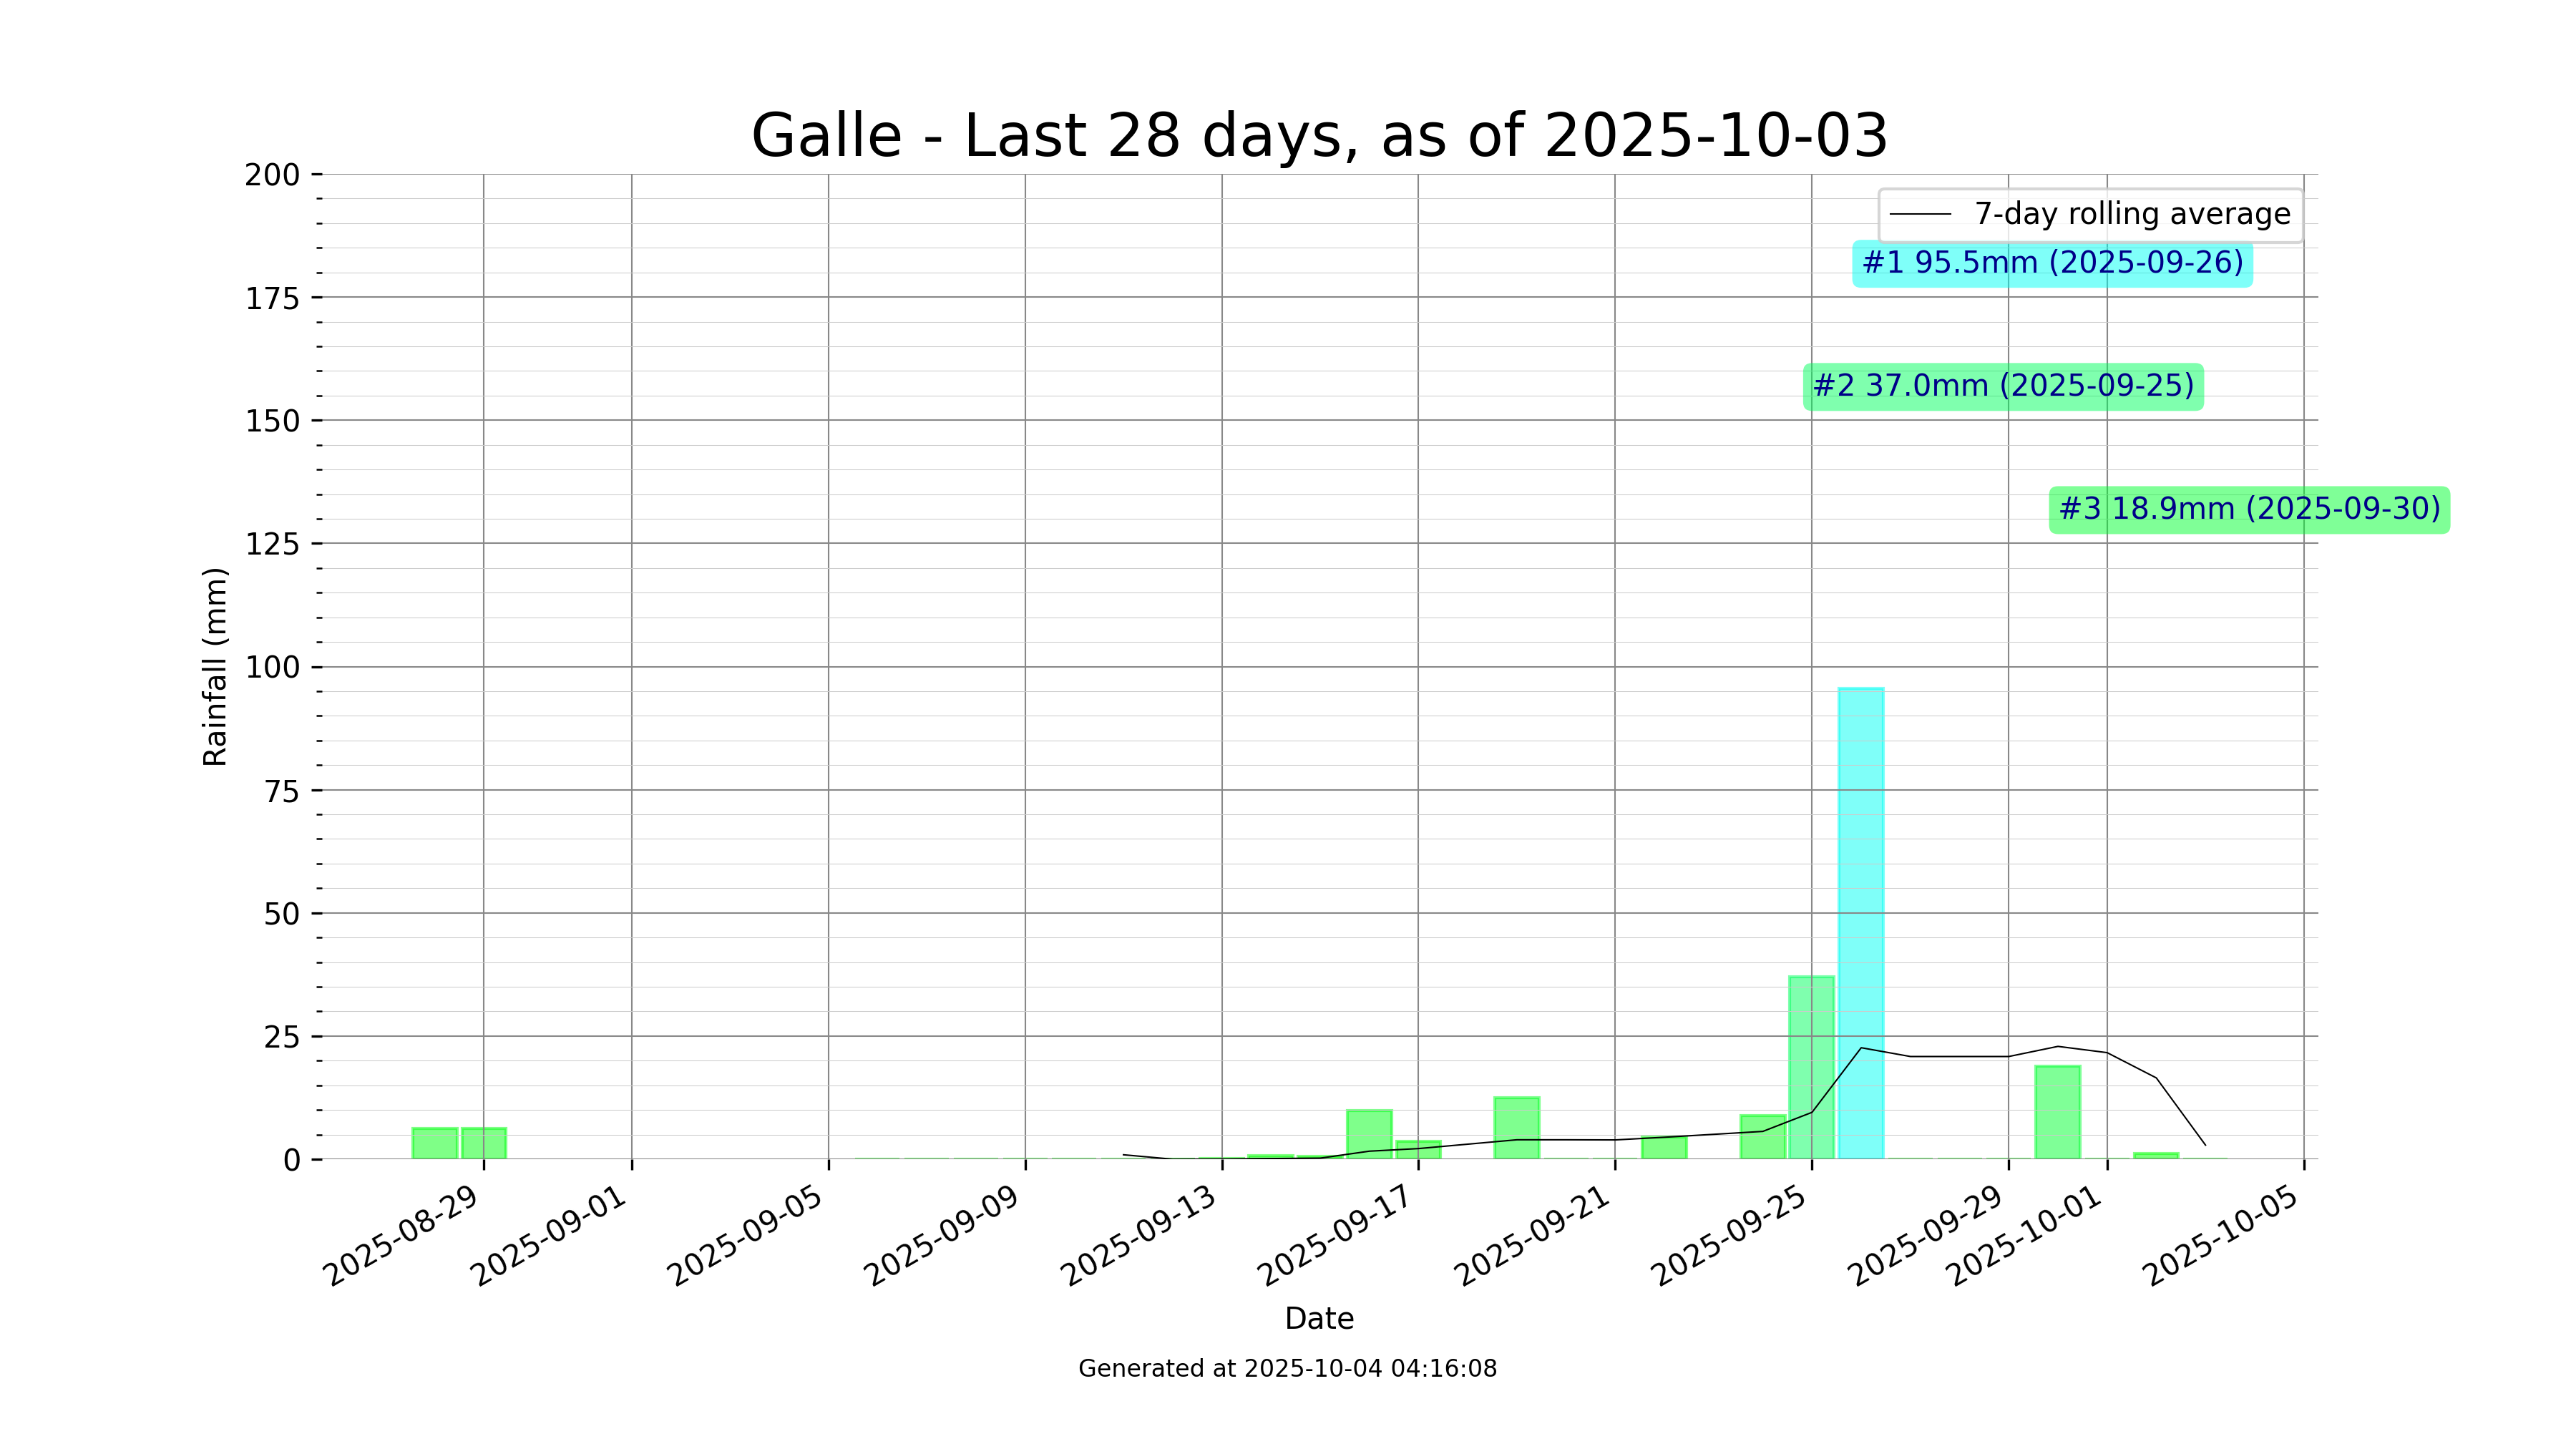 Galle - Last 28 days, as of 2025-10-03
7-day rolling average
#1 95.5mm (2025-09-26)
#2 37.0mm (2025-09-25)
#3 18.9mm (2025-09-30)
Rainfall (mm)
200
175
150
125
100
75
50
25
0
2025-08-29
2025-09-01
2025-09-05
2025-09-09
2025-09-13
2025-09-17
2025-09-21
2025-09-25
2025-09-29
2025-10-01
2025-10-05
Date
Generated at 2025-10-04 04:16:08